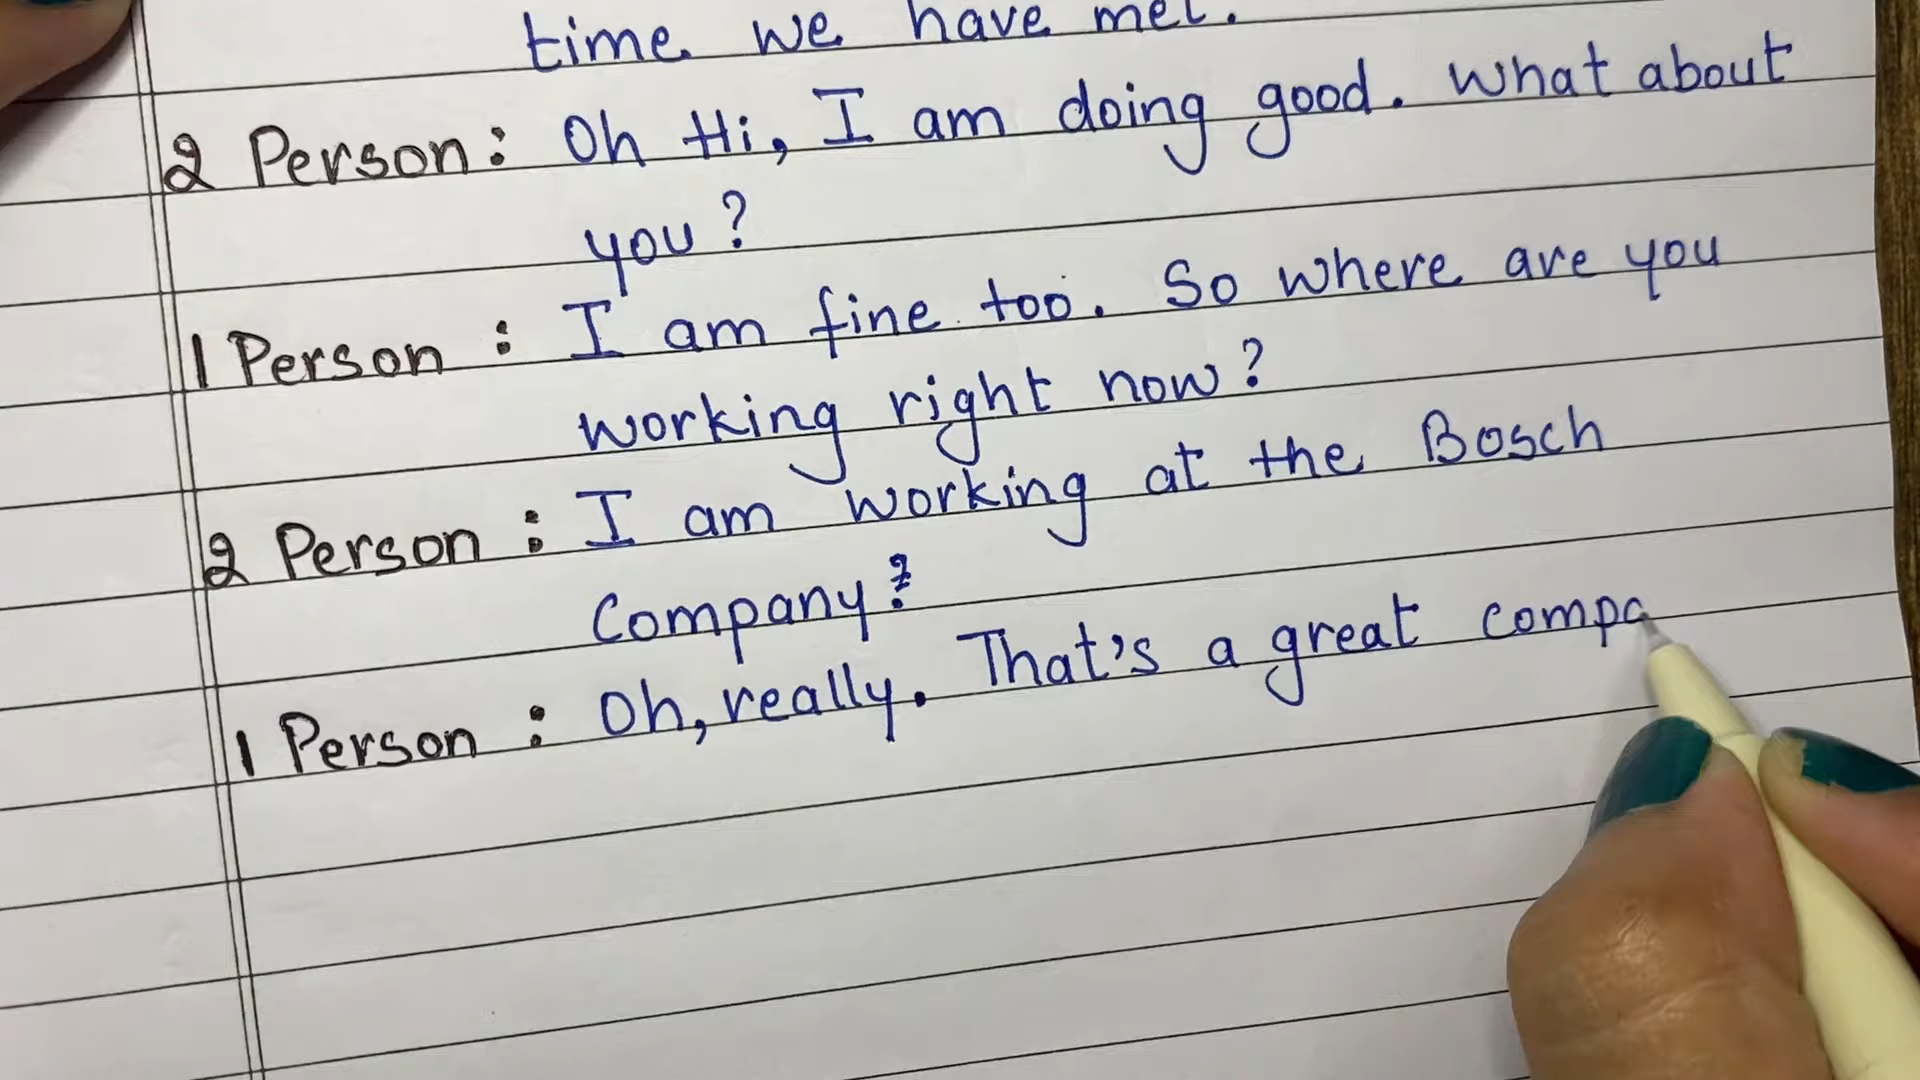 time we have met.
2 Person: Oh Hi, I am doing good. What about
you?
1 Person: I am fine too. So where are you
working right now?
2 Person: I am working at the Bosch
Company?
1 Person: Oh, really. That's a great compa